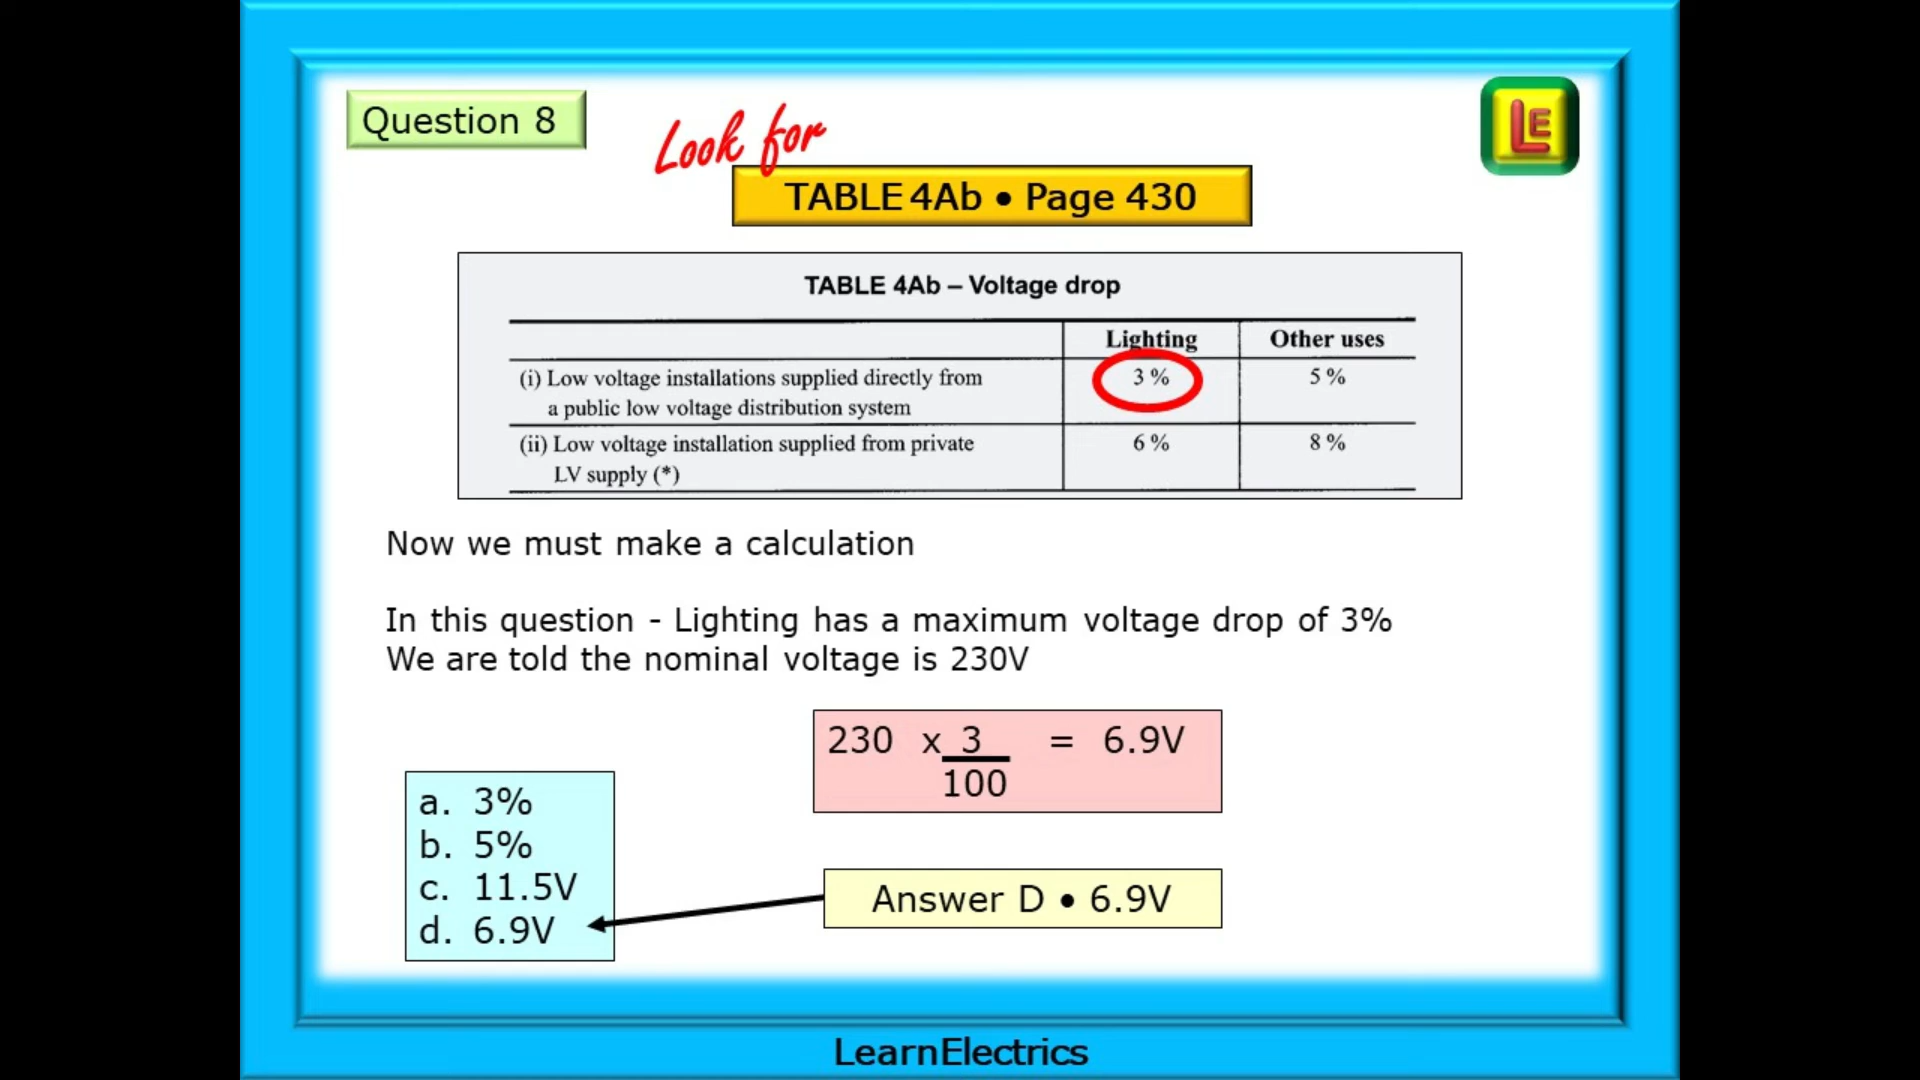 Question 8
LE
Look for
TABLE 4Ab • Page 430
TABLE 4Ab – Voltage drop
Lighting Other uses
(i) Low voltage installations supplied directly from 3 % 5 %
a public low voltage distribution system
(ii) Low voltage installation supplied from private 6 % 8 %
LV supply (*)
Now we must make a calculation
In this question - Lighting has a maximum voltage drop of 3%
We are told the nominal voltage is 230V
230 x 3 = 6.9V
100
a. 3%
b. 5%
c. 11.5V
d. 6.9V
Answer D • 6.9V
LearnElectrics